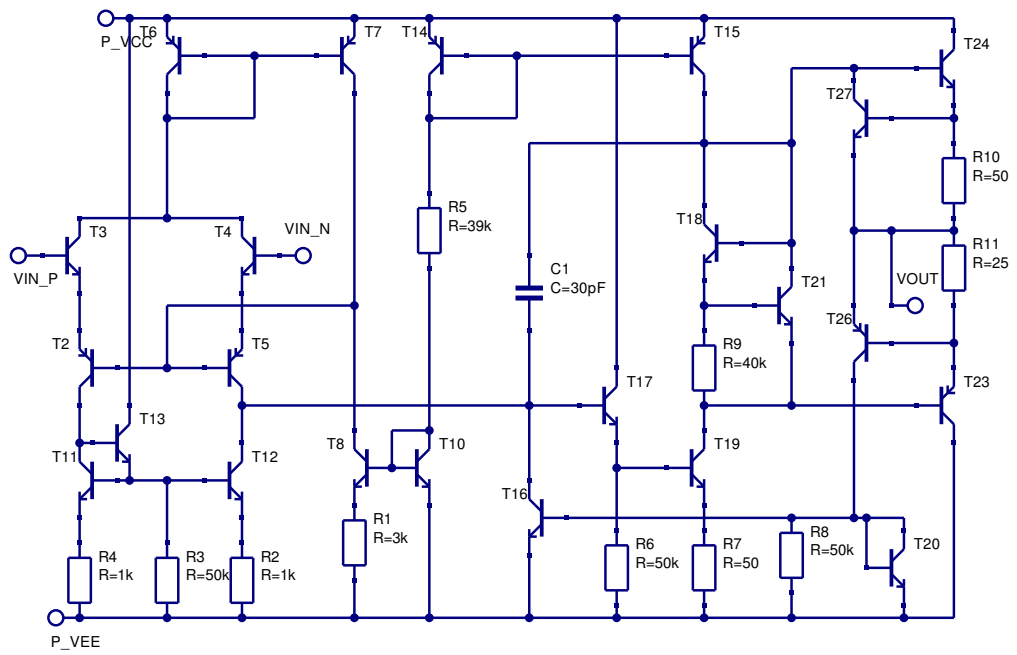 T6
P_VCC
T7
T14
T15
T24
T27
R10
R=50
R5
R=39k
T3
T4
VIN_N
T18
R11
R=25
VIN_P
C1
C=30pF
T21
VOUT
T2
T5
R9
R=40k
T26
T17
T23
T13
T11
T12
T8
T10
T19
T16
R4
R=1k
R3
R=50k
R2
R=1k
R1
R=3k
R6
R=50k
R7
R=50
R8
R=50k
T20
P_VEE